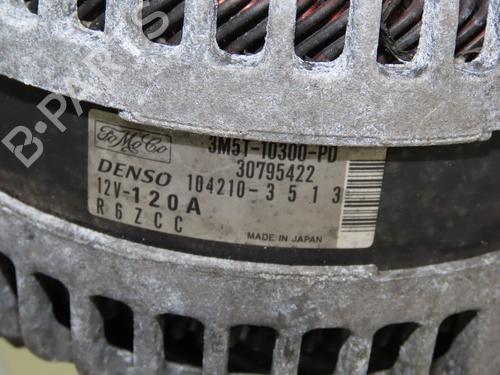 FoMoCo
3M5T-10300-PD
30795422
DENSO 104210-3513
12V-120A
R6ZCC
MADE IN JAPAN
B-PARTS